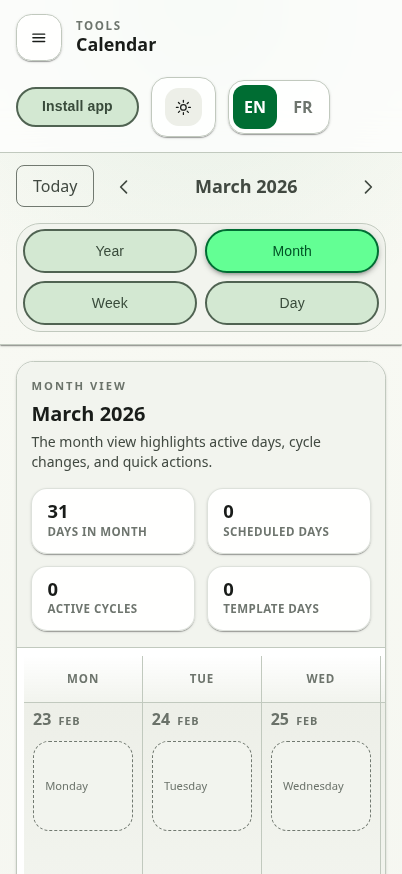 TOOLS
Calendar
Install app
EN FR
Today
March 2026
Year Month
Week Day
MONTH VIEW
March 2026
The month view highlights active days, cycle
changes, and quick actions.
31 0
DAYS IN MONTH SCHEDULED DAYS
0 0
ACTIVE CYCLES TEMPLATE DAYS
MON TUE WED
23 FEB 24 FEB 25 FEB
Monday Tuesday Wednesday